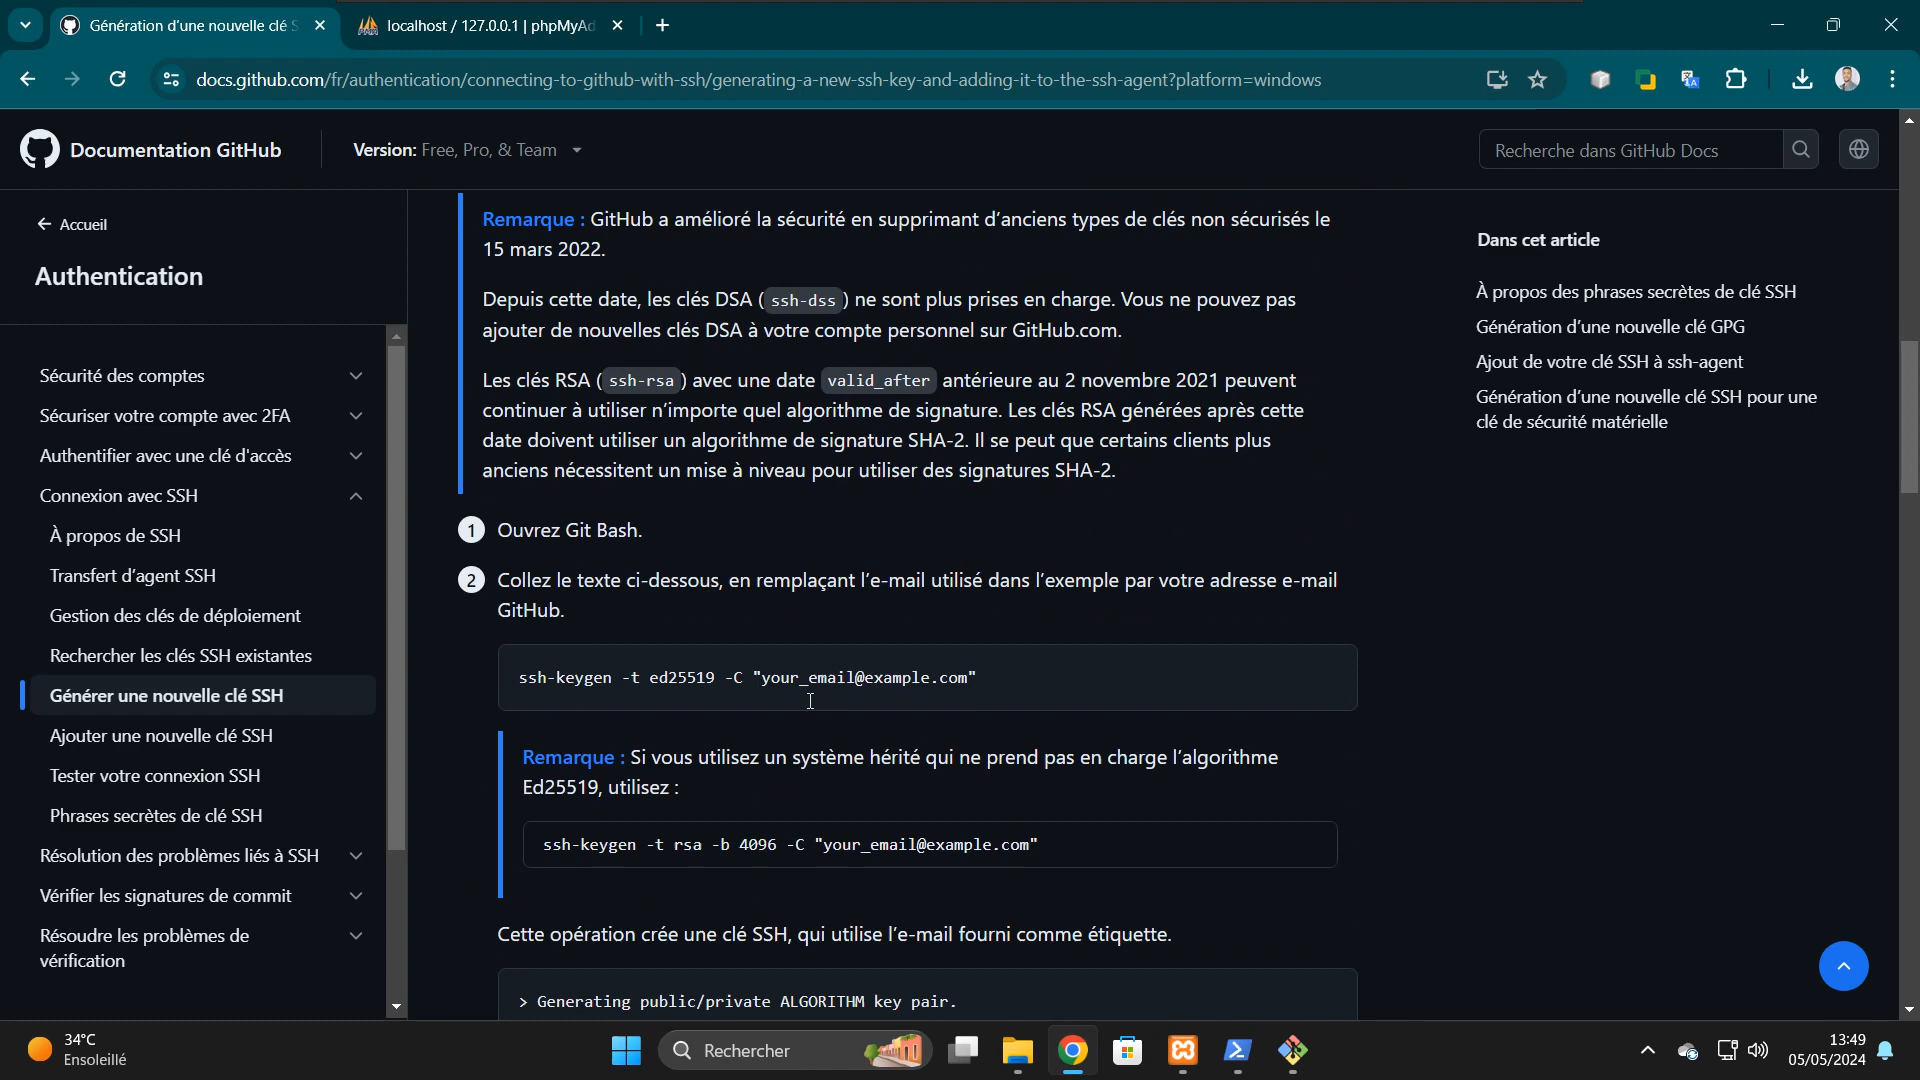 Génération d'une nouvelle clé S
localhost / 127.0.0.1 | phpMyAd
docs.github.com/fr/authentication/connecting-to-github-with-ssh/generating-a-new-ssh-key-and-adding-it-to-the-ssh-agent?platform=windows
Documentation GitHub
Version: Free, Pro, & Team
Recherche dans GitHub Docs
Accueil
Authentication
Sécurité des comptes
Sécuriser votre compte avec 2FA
Authentifier avec une clé d'accès
Connexion avec SSH
À propos de SSH
Transfert d'agent SSH
Gestion des clés de déploiement
Rechercher les clés SSH existantes
Générer une nouvelle clé SSH
Ajouter une nouvelle clé SSH
Tester votre connexion SSH
Phrases secrètes de clé SSH
Résolution des problèmes liés à SSH
Vérifier les signatures de commit
Résoudre les problèmes de
vérification
Remarque : GitHub a amélioré la sécurité en supprimant d'anciens types de clés non sécurisés le
15 mars 2022.
Depuis cette date, les clés DSA (ssh-dss) ne sont plus prises en charge. Vous ne pouvez pas
ajouter de nouvelles clés DSA à votre compte personnel sur GitHub.com.
Les clés RSA (ssh-rsa) avec une date valid_after antérieure au 2 novembre 2021 peuvent
continuer à utiliser n'importe quel algorithme de signature. Les clés RSA générées après cette
date doivent utiliser un algorithme de signature SHA-2. Il se peut que certains clients plus
anciens nécessitent un mise à niveau pour utiliser des signatures SHA-2.
1 Ouvrez Git Bash.
2 Collez le texte ci-dessous, en remplaçant l'e-mail utilisé dans l'exemple par votre adresse e-mail
GitHub.
ssh-keygen -t ed25519 -C "your_email@example.com"
Remarque : Si vous utilisez un système hérité qui ne prend pas en charge l'algorithme
Ed25519, utilisez :
ssh-keygen -t rsa -b 4096 -C "your_email@example.com"
Cette opération crée une clé SSH, qui utilise l'e-mail fourni comme étiquette.
> Generating public/private ALGORITHM key pair.
Dans cet article
À propos des phrases secrètes de clé SSH
Génération d'une nouvelle clé GPG
Ajout de votre clé SSH à ssh-agent
Génération d'une nouvelle clé SSH pour une
clé de sécurité matérielle
34°C
Ensoleillé
Rechercher
13:49
05/05/2024